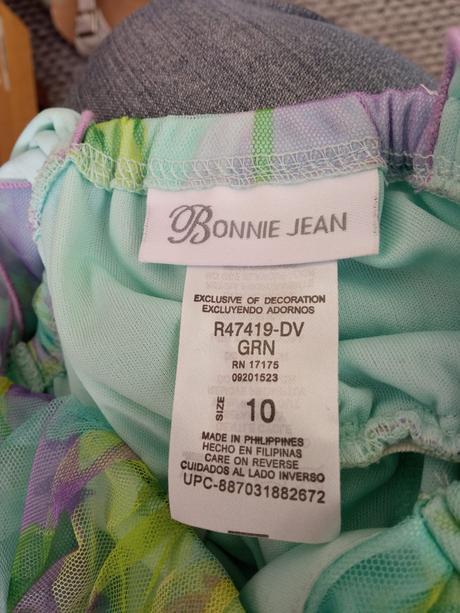 BONNIE JEAN
EXCLUSIVE OF DECORATION
EXCLUYENDO ADORNOS
R47419-DV
GRN
RN 17175
09201523
SIZE 10
MADE IN PHILIPPINES
HECHO EN FILIPINAS
CARE ON REVERSE
CUIDADOS AL LADO INVERSO
UPC-887031882672